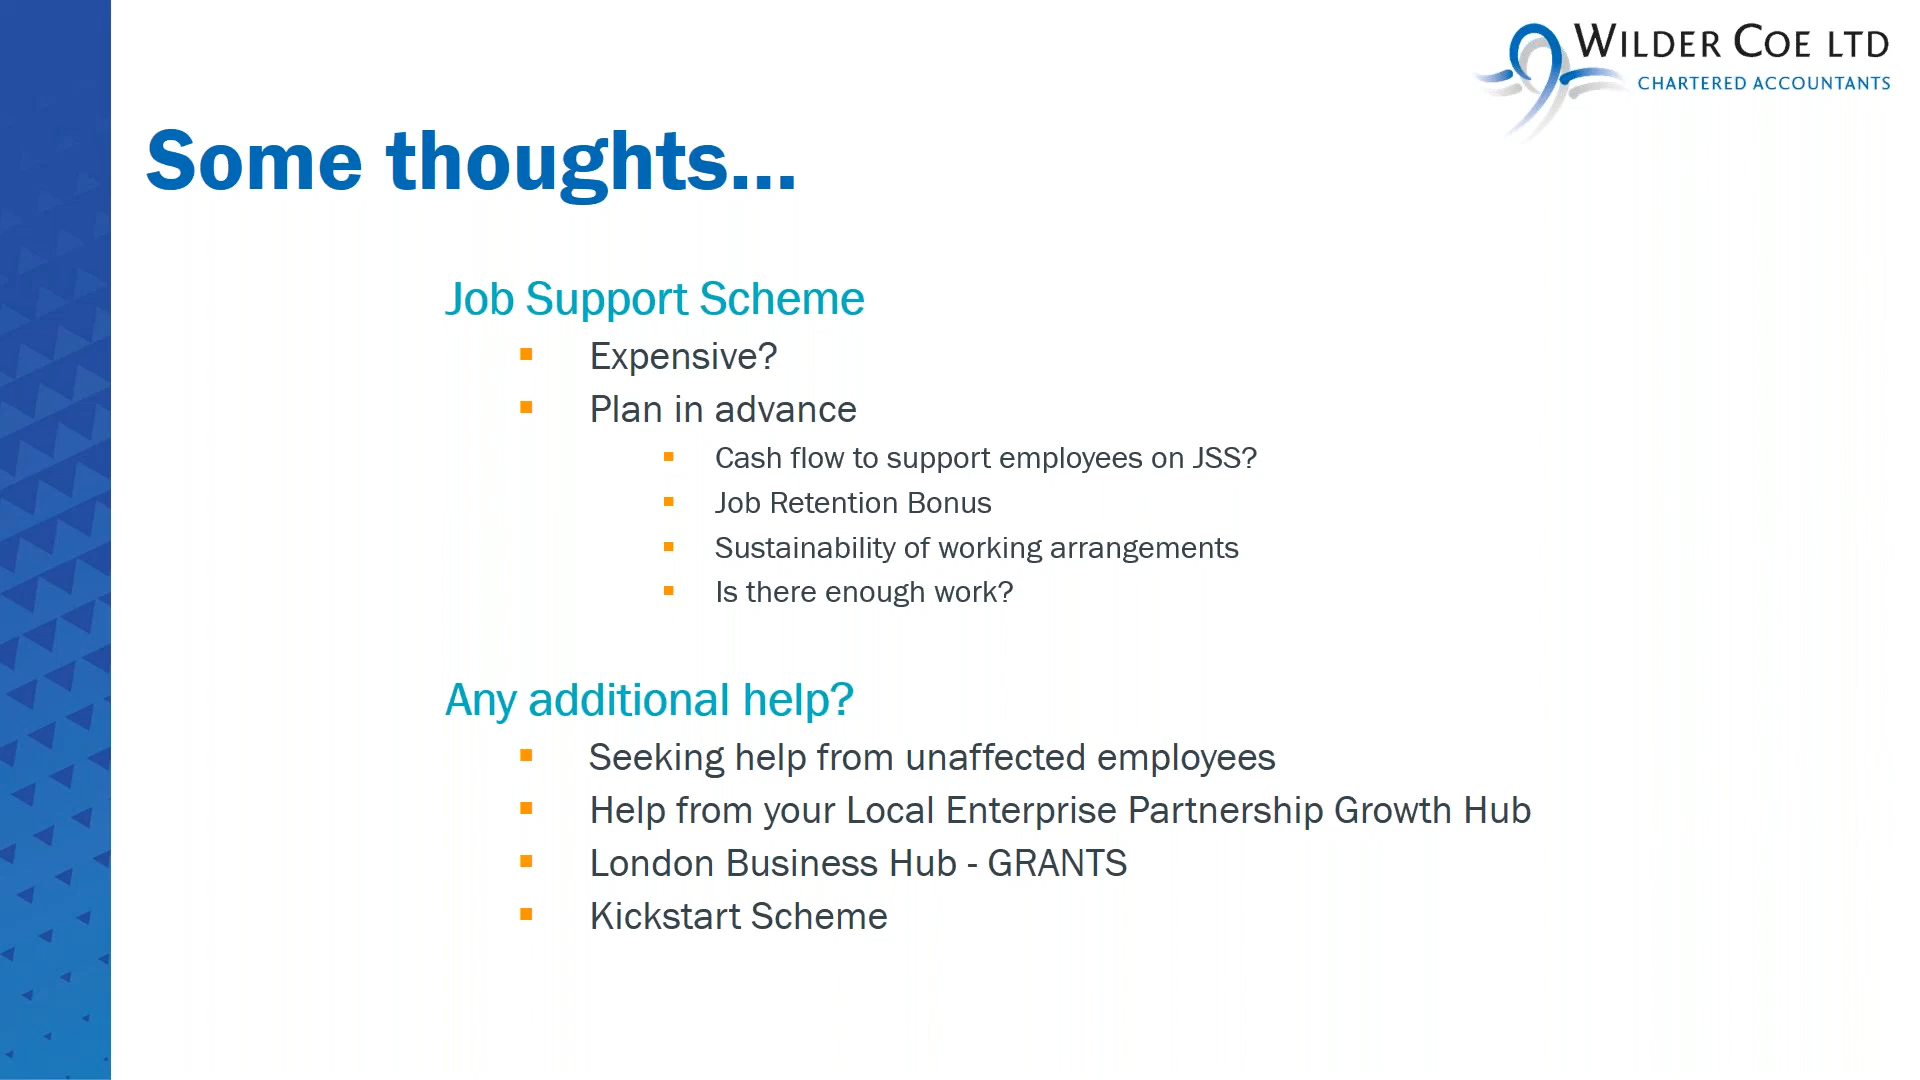 WILDER COE LTD
CHARTERED ACCOUNTANTS
Some thoughts...
Job Support Scheme
Expensive?
Plan in advance
Cash flow to support employees on JSS?
Job Retention Bonus
Sustainability of working arrangements
Is there enough work?
Any additional help?
Seeking help from unaffected employees
Help from your Local Enterprise Partnership Growth Hub
London Business Hub - GRANTS
Kickstart Scheme